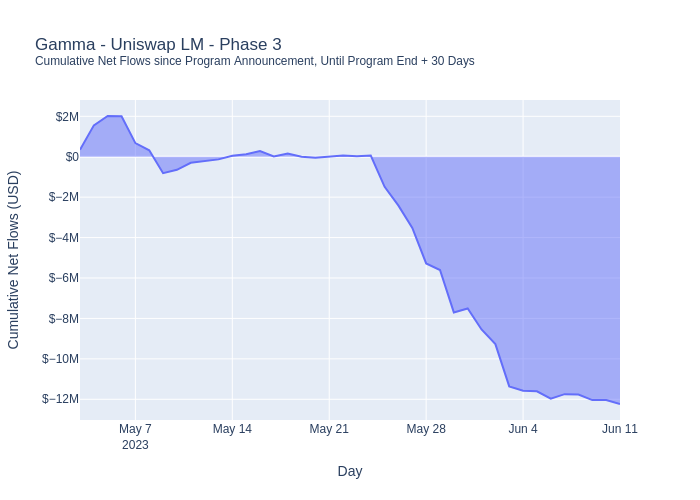 Gamma - Uniswap LM - Phase 3
Cumulative Net Flows since Program Announcement, Until Program End + 30 Days
Cumulative Net Flows (USD)
$2M
$0
$−2M
$−4M
$−6M
$−8M
$−10M
$−12M
May 7
2023
May 14
May 21
May 28
Jun 4
Jun 11
Day